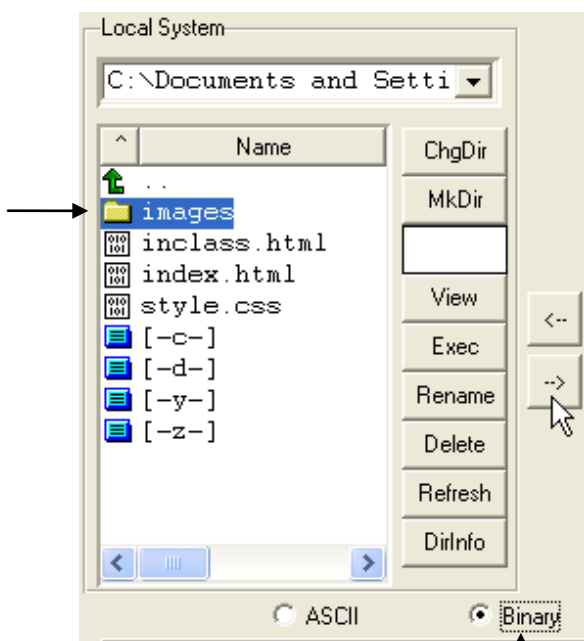 Local System
C:\Documents and Setti
^ Name
..
images
inclass.html
index.html
style.css
[-c-]
[-d-]
[-y-]
[-z-]
ChgDir
MkDir
View
Exec
Rename
Delete
Refresh
DirInfo
<--
-->
ASCII
Binary